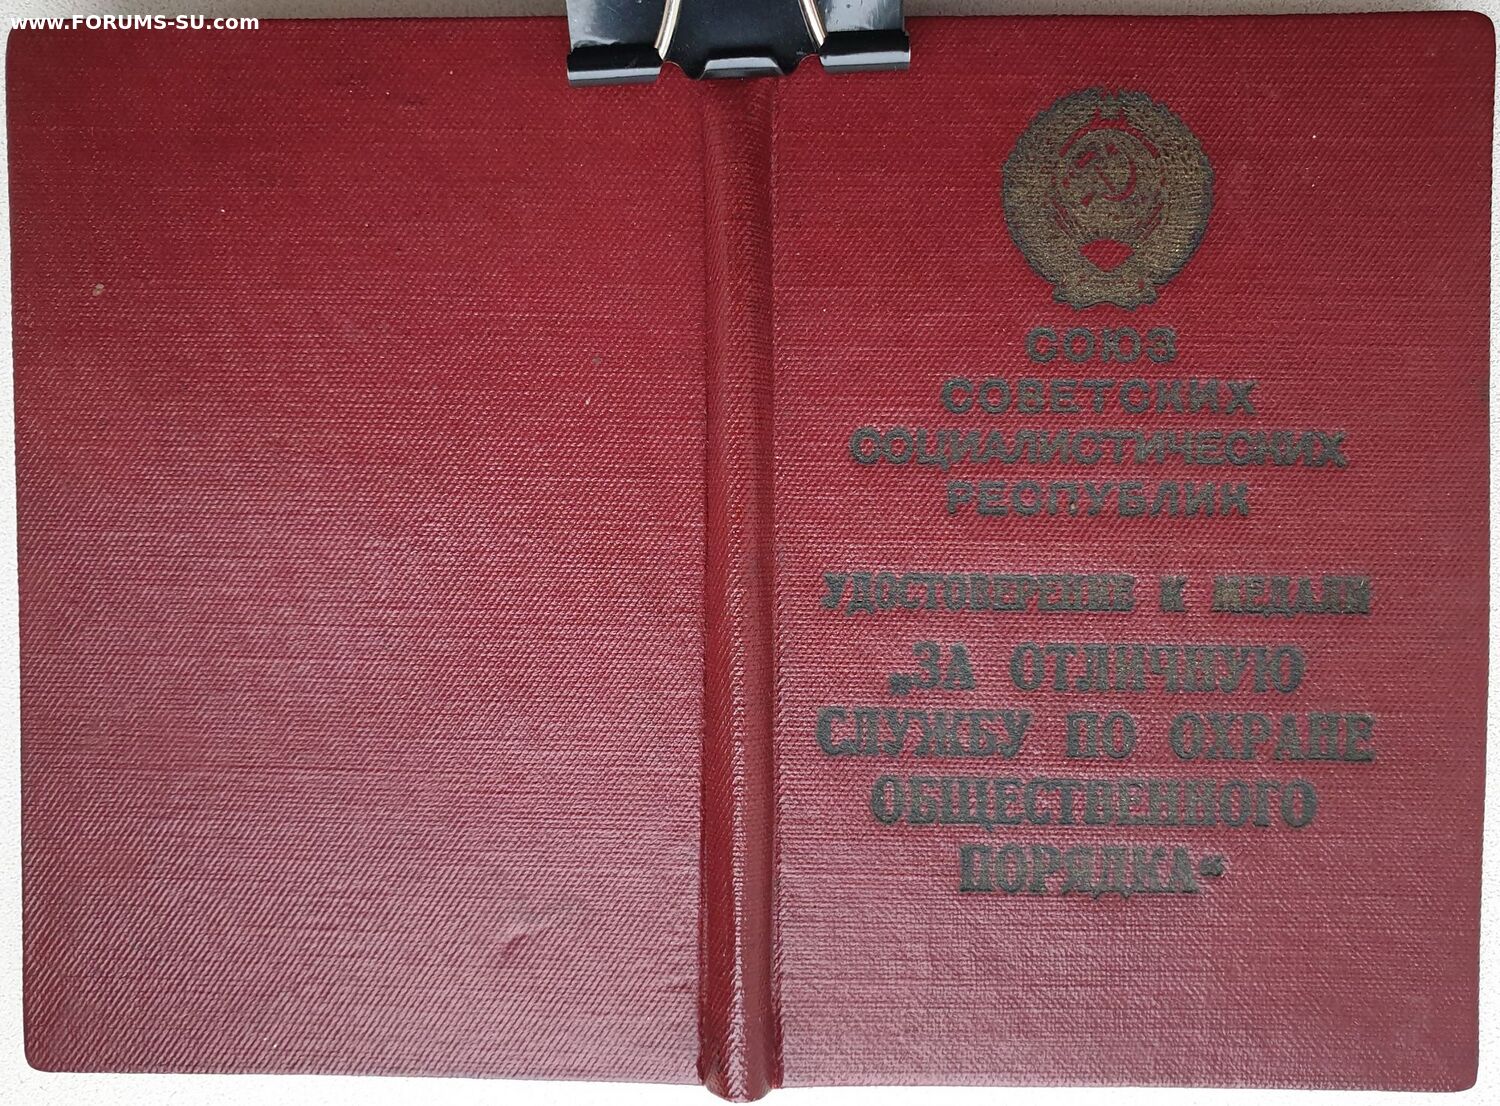 www.FORUMS-SU.com
СОЮЗ
СОВЕТСКИХ
СОЦИАЛИСТИЧЕСКИХ
РЕСПУБЛИК
УДОСТОВЕРЕНИЕ К МЕДАЛИ
„ЗА ОТЛИЧНУЮ
СЛУЖБУ ПО ОХРАНЕ
ОБЩЕСТВЕННОГО
ПОРЯДКА“